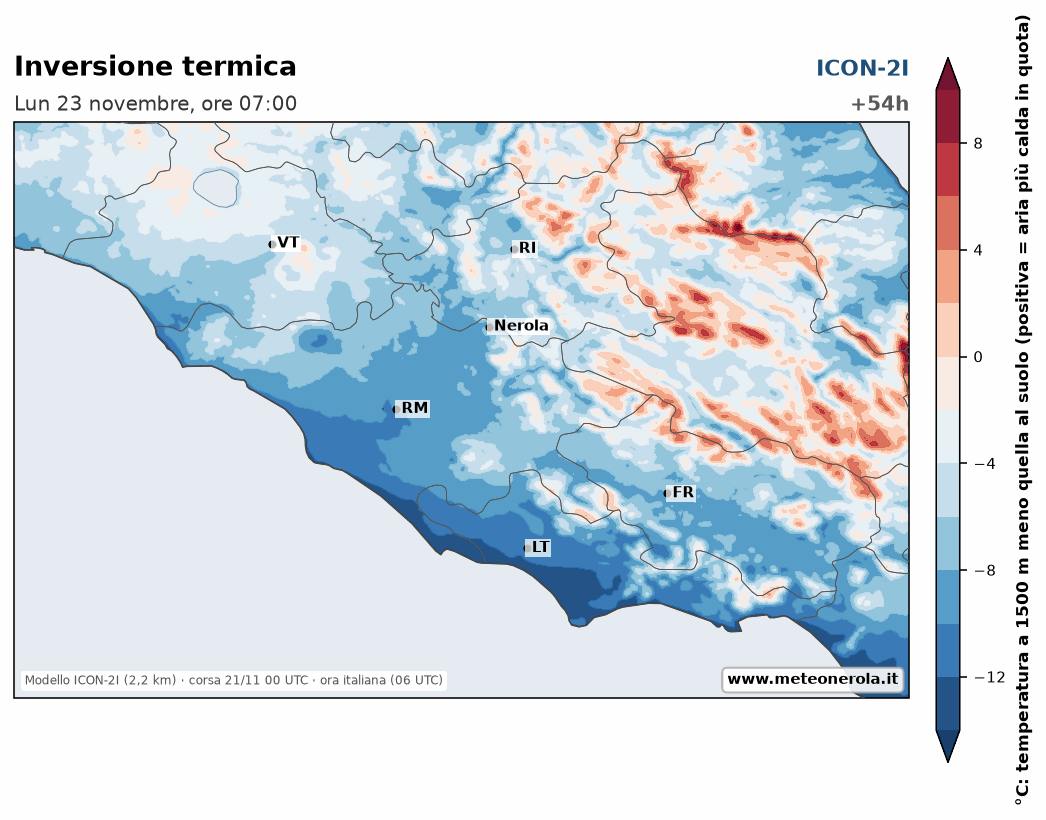 Inversione termica
ICON-2I
Lun 23 novembre, ore 07:00
+54h
VT
RI
Nerola
RM
FR
LT
8
4
0
−4
−8
−12
°C: temperatura a 1500 m meno quella al suolo (positiva = aria più calda in quota)
Modello ICON-2I (2,2 km) · corsa 21/11 00 UTC · ora italiana (06 UTC)
www.meteonerola.it